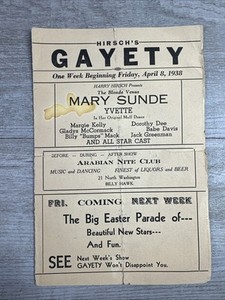 HIRSCH'S
GAYETY
One Week Beginning Friday, April 8, 1938
HARRY HIRSCH Presents
The Blonde Venus
MARY SUNDE
YVETTE
In Her Original Moll Dance
Margie Kelly Dorothy Dee
Gladys McCormack Babe Davis
Billy "Bumps" Mack Jack Greenman
AND ALL STAR CAST
BEFORE - DURING - AFTER SHOW
ARABIAN NITE CLUB
MUSIC AND DANCING FINEST OF LIQUORS AND BEER
21 North Washington
BILLY HAWK
FRI. COMING NEXT WEEK
The Big Easter Parade of---
Beautiful New Stars---
And Fun.
SEE Next Week's Show
GAYETY Won't Disappoint You.